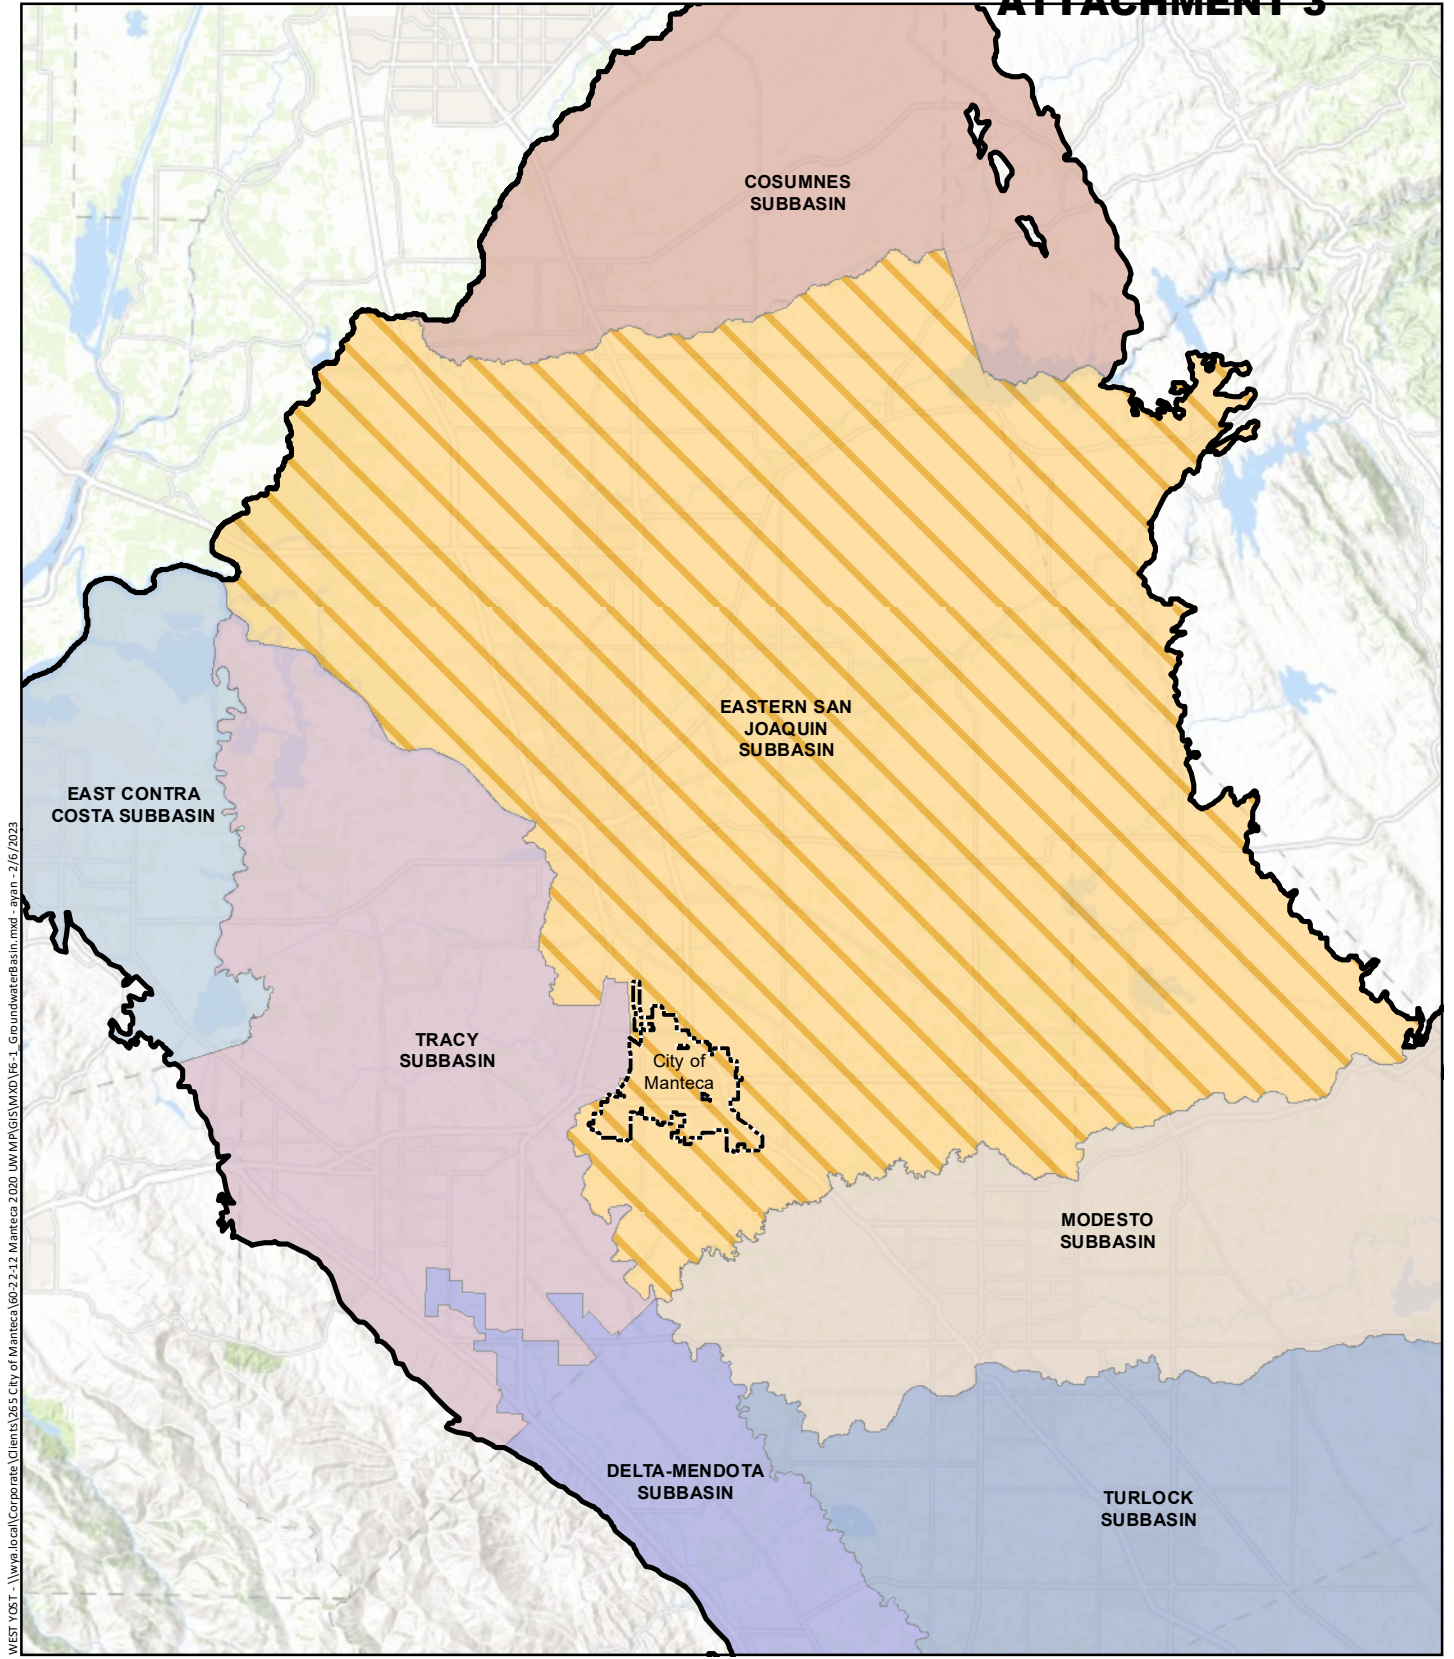 ATTACHMENT 3
COSUMNES
SUBBASIN
EASTERN SAN
JOAQUIN
SUBBASIN
EAST CONTRA
COSTA SUBBASIN
TRACY
SUBBASIN
City of
Manteca
MODESTO
SUBBASIN
DELTA-MENDOTA
SUBBASIN
TURLOCK
SUBBASIN
WEST YOST - \\wya.local\Corporate\Clients\265 City of Manteca\60-22-12 Manteca 2020 UWMP\GIS\MXD\F6-1_GroundwaterBasin.mxd - ayan - 2/6/2023